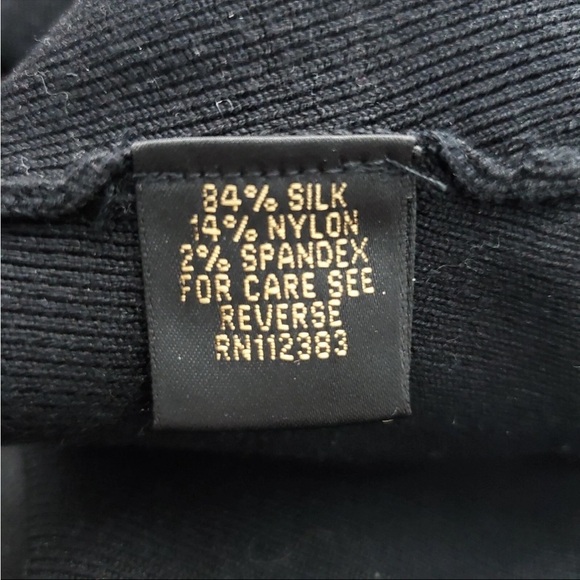 84% SILK
14% NYLON
2% SPANDEX
FOR CARE SEE
REVERSE
RN112383